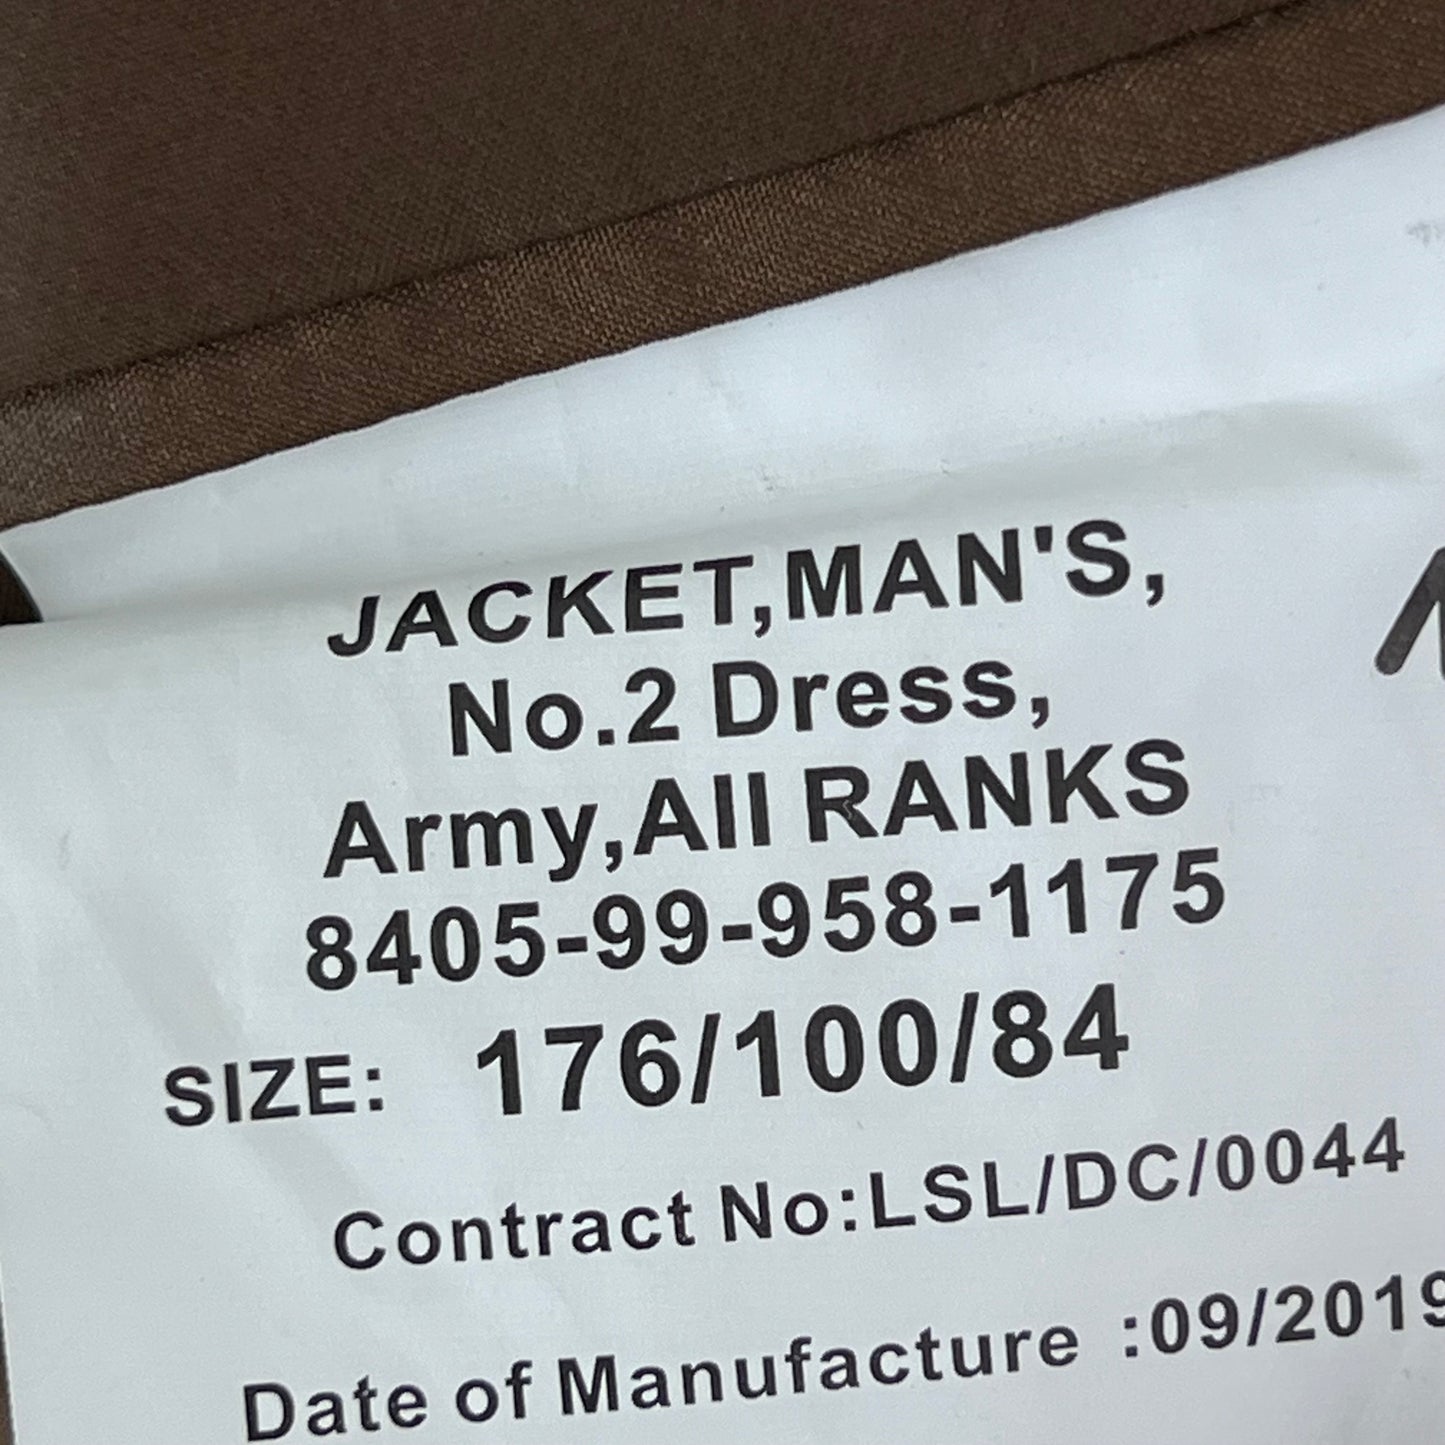 JACKET,MAN'S,
No.2 Dress,
Army,All RANKS
8405-99-958-1175
SIZE: 176/100/84
Contract No:LSL/DC/0044
Date of Manufacture :09/2019